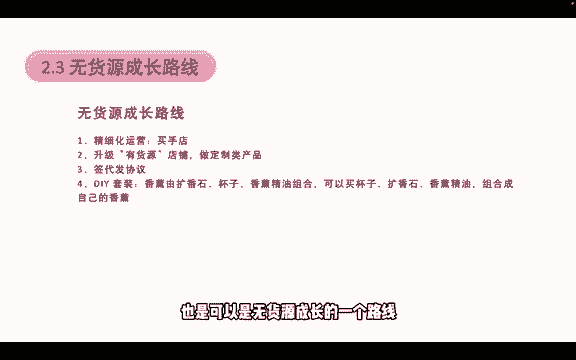 2.3 无货源成长路线
无货源成长路线
1、精细化运营：买手店
2、升级“有货源”店铺，做定制类产品
3、签代发协议
4、DIY 套装：香薰由扩香石、杯子、香薰精油组合，可以买杯子、扩香石、香薰精油，组合成
自己的香薰
也是可以是无货源成长的一个路线